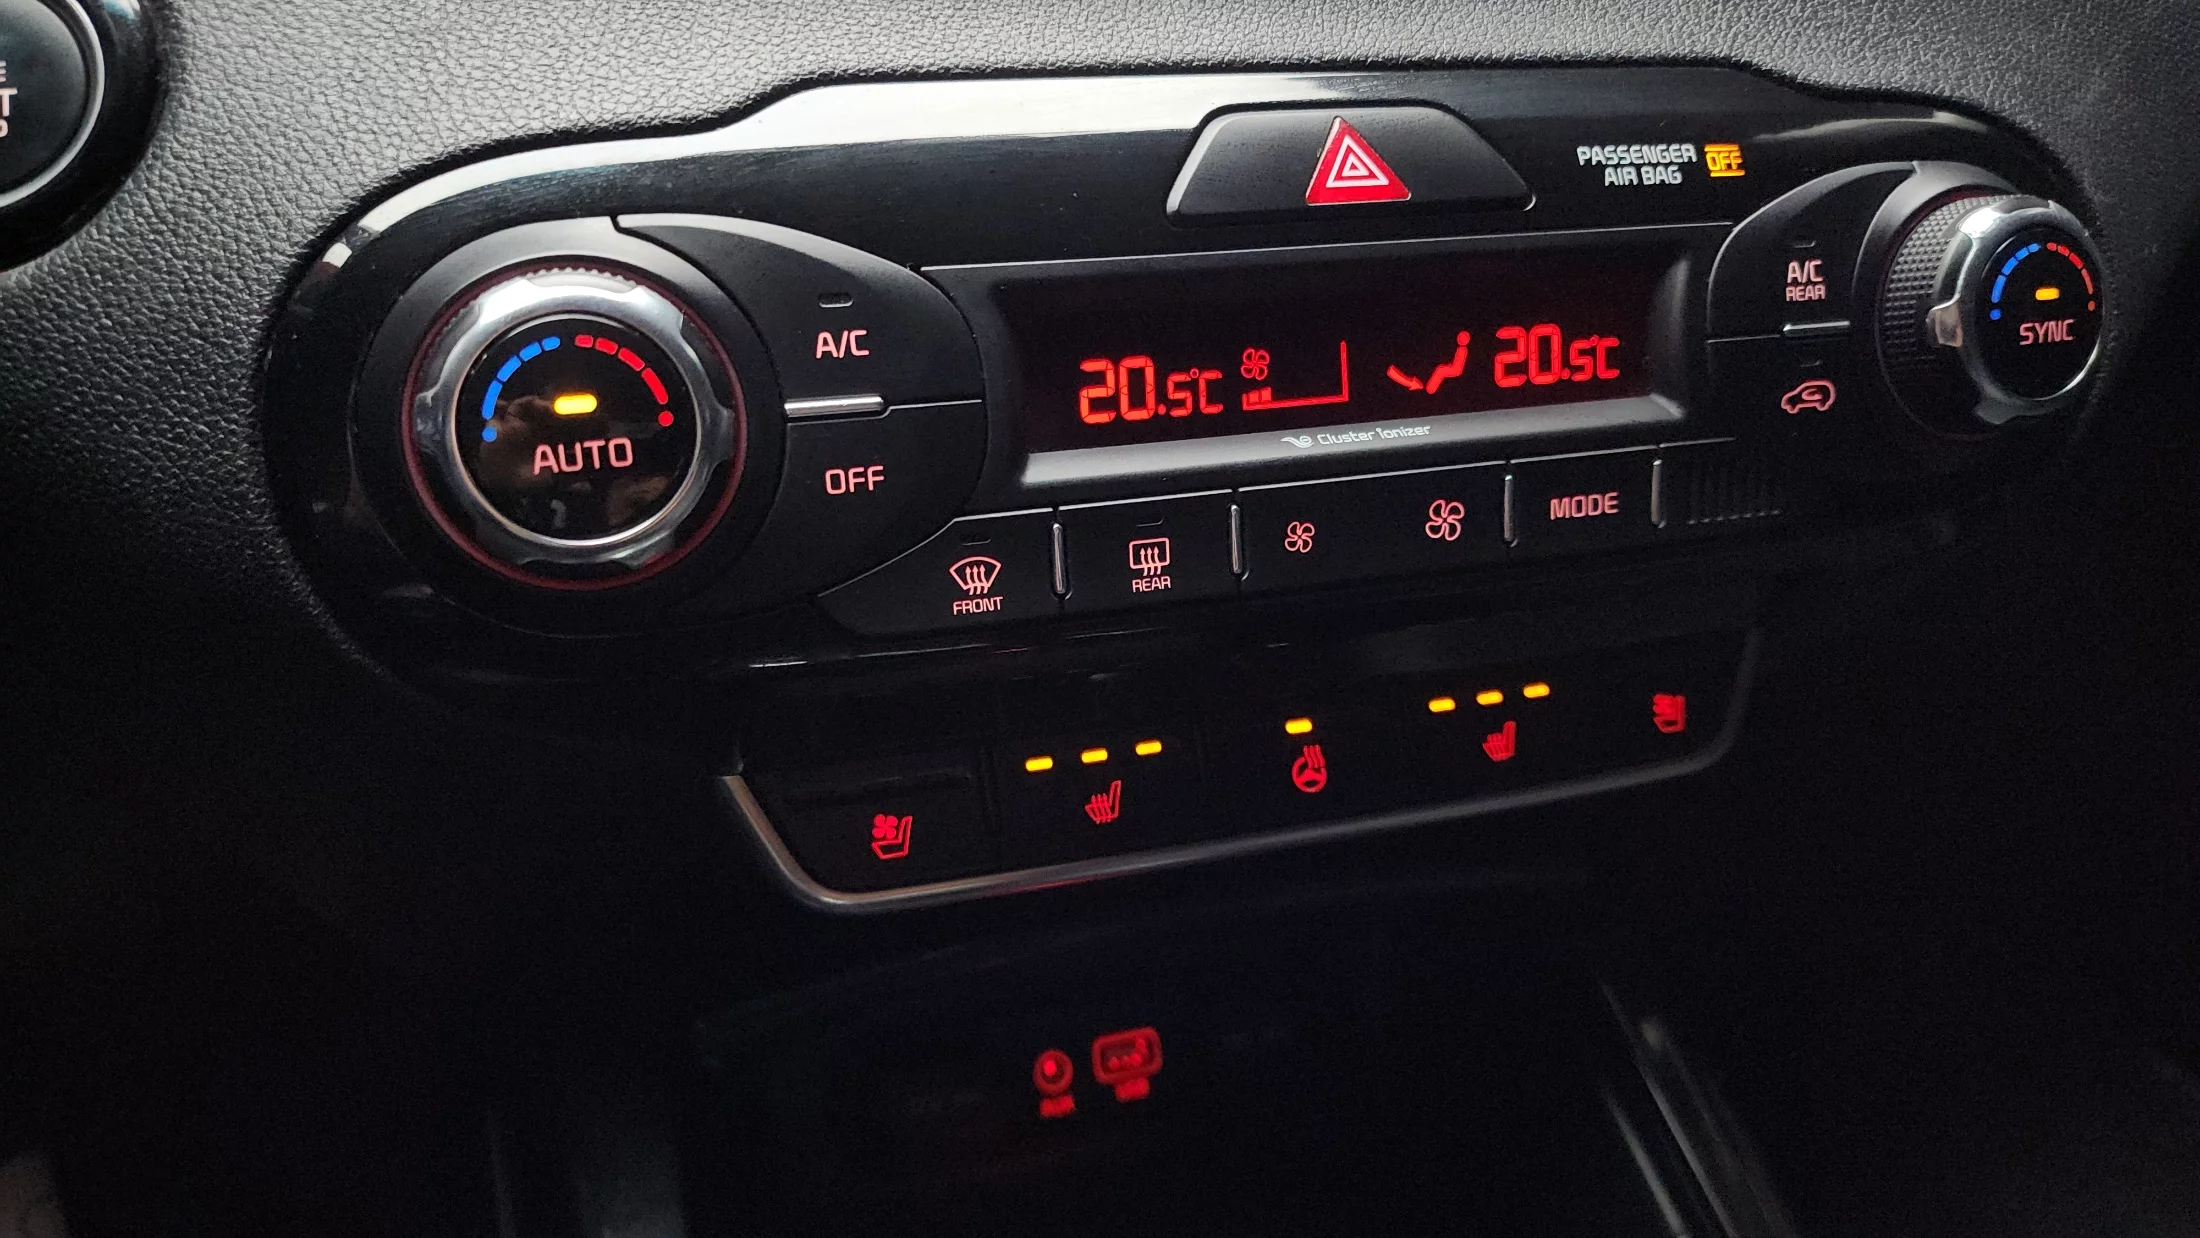 PASSENGER
AIR BAG OFF
A/C
A/C
REAR
20.5°C
20.5°C
SYNC
AUTO
Cluster ionizer
OFF
MODE
FRONT
REAR